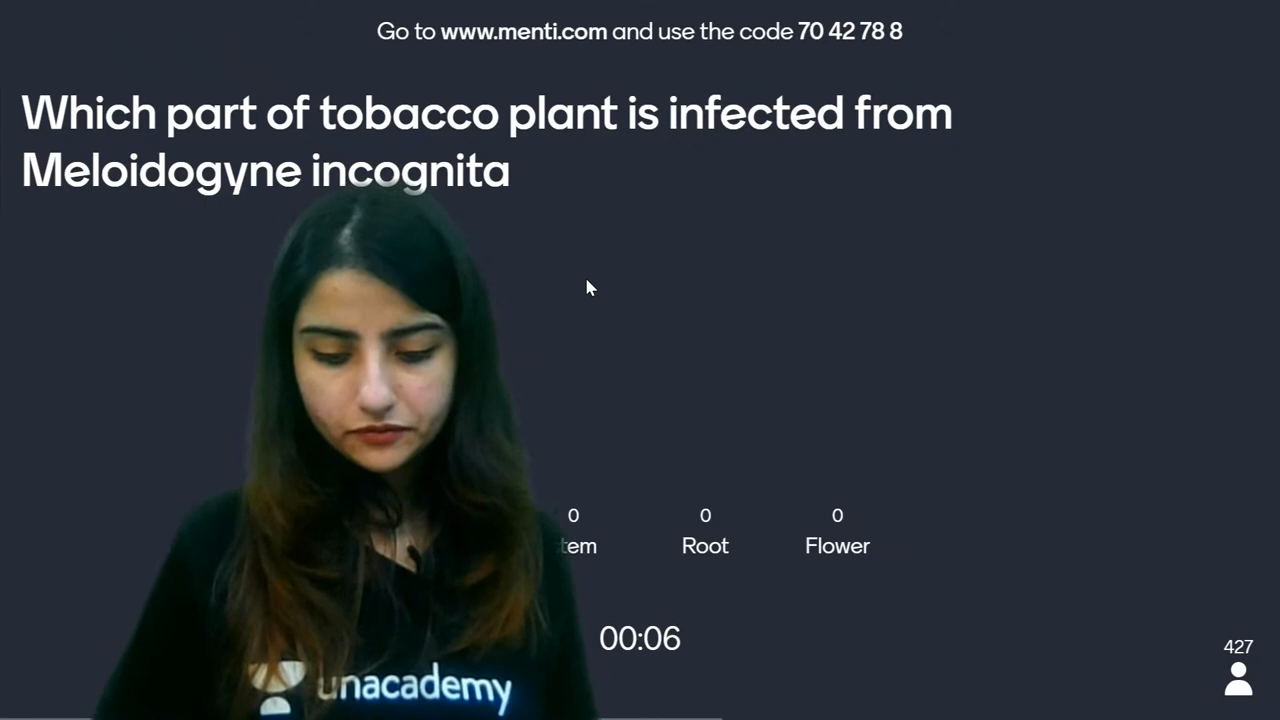 Go to www.menti.com and use the code 70 42 78 8
Which part of tobacco plant is infected from
Meloidogyne incognita
0 0 0
tem Root Flower
00:06
427
unacademy